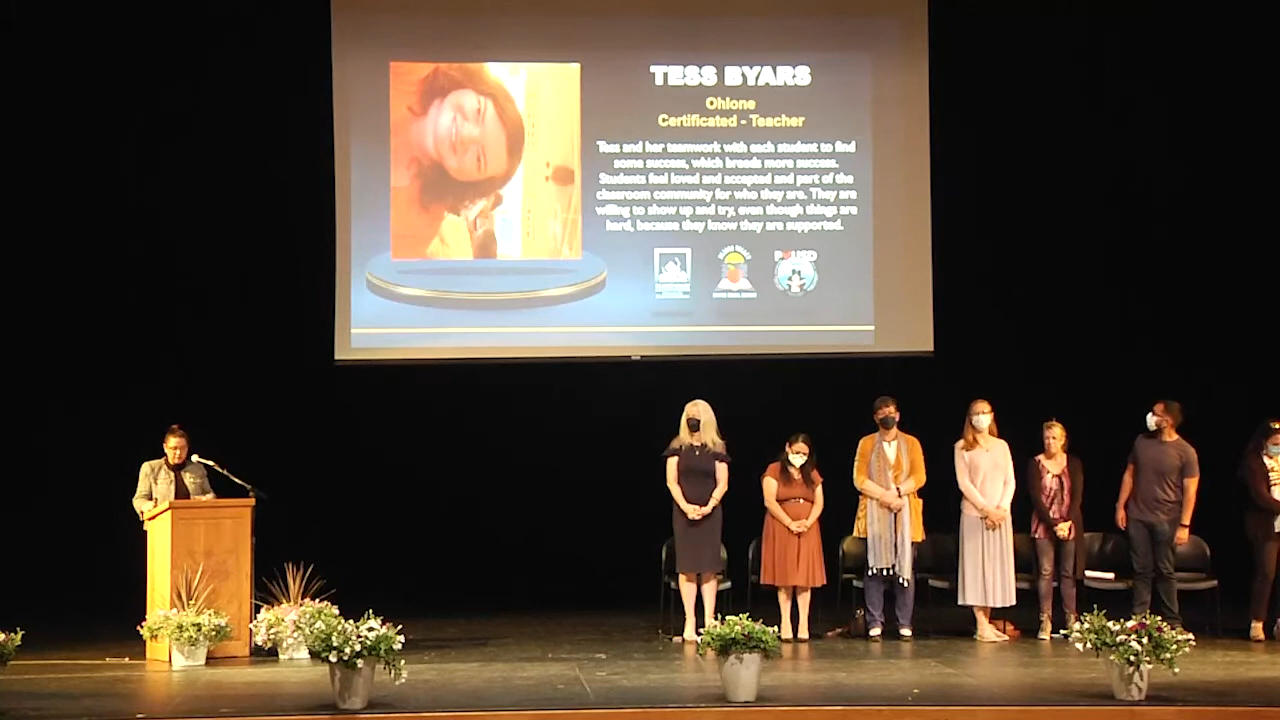 TESS BYARS
Ohlone
Certificated - Teacher
Tess and her teamwork with each student to find
some success, which breeds more success.
Students feel loved and accepted and part of the
classroom community for who they are. They are
willing to show up and try, even though things are
hard, because they know they are supported.